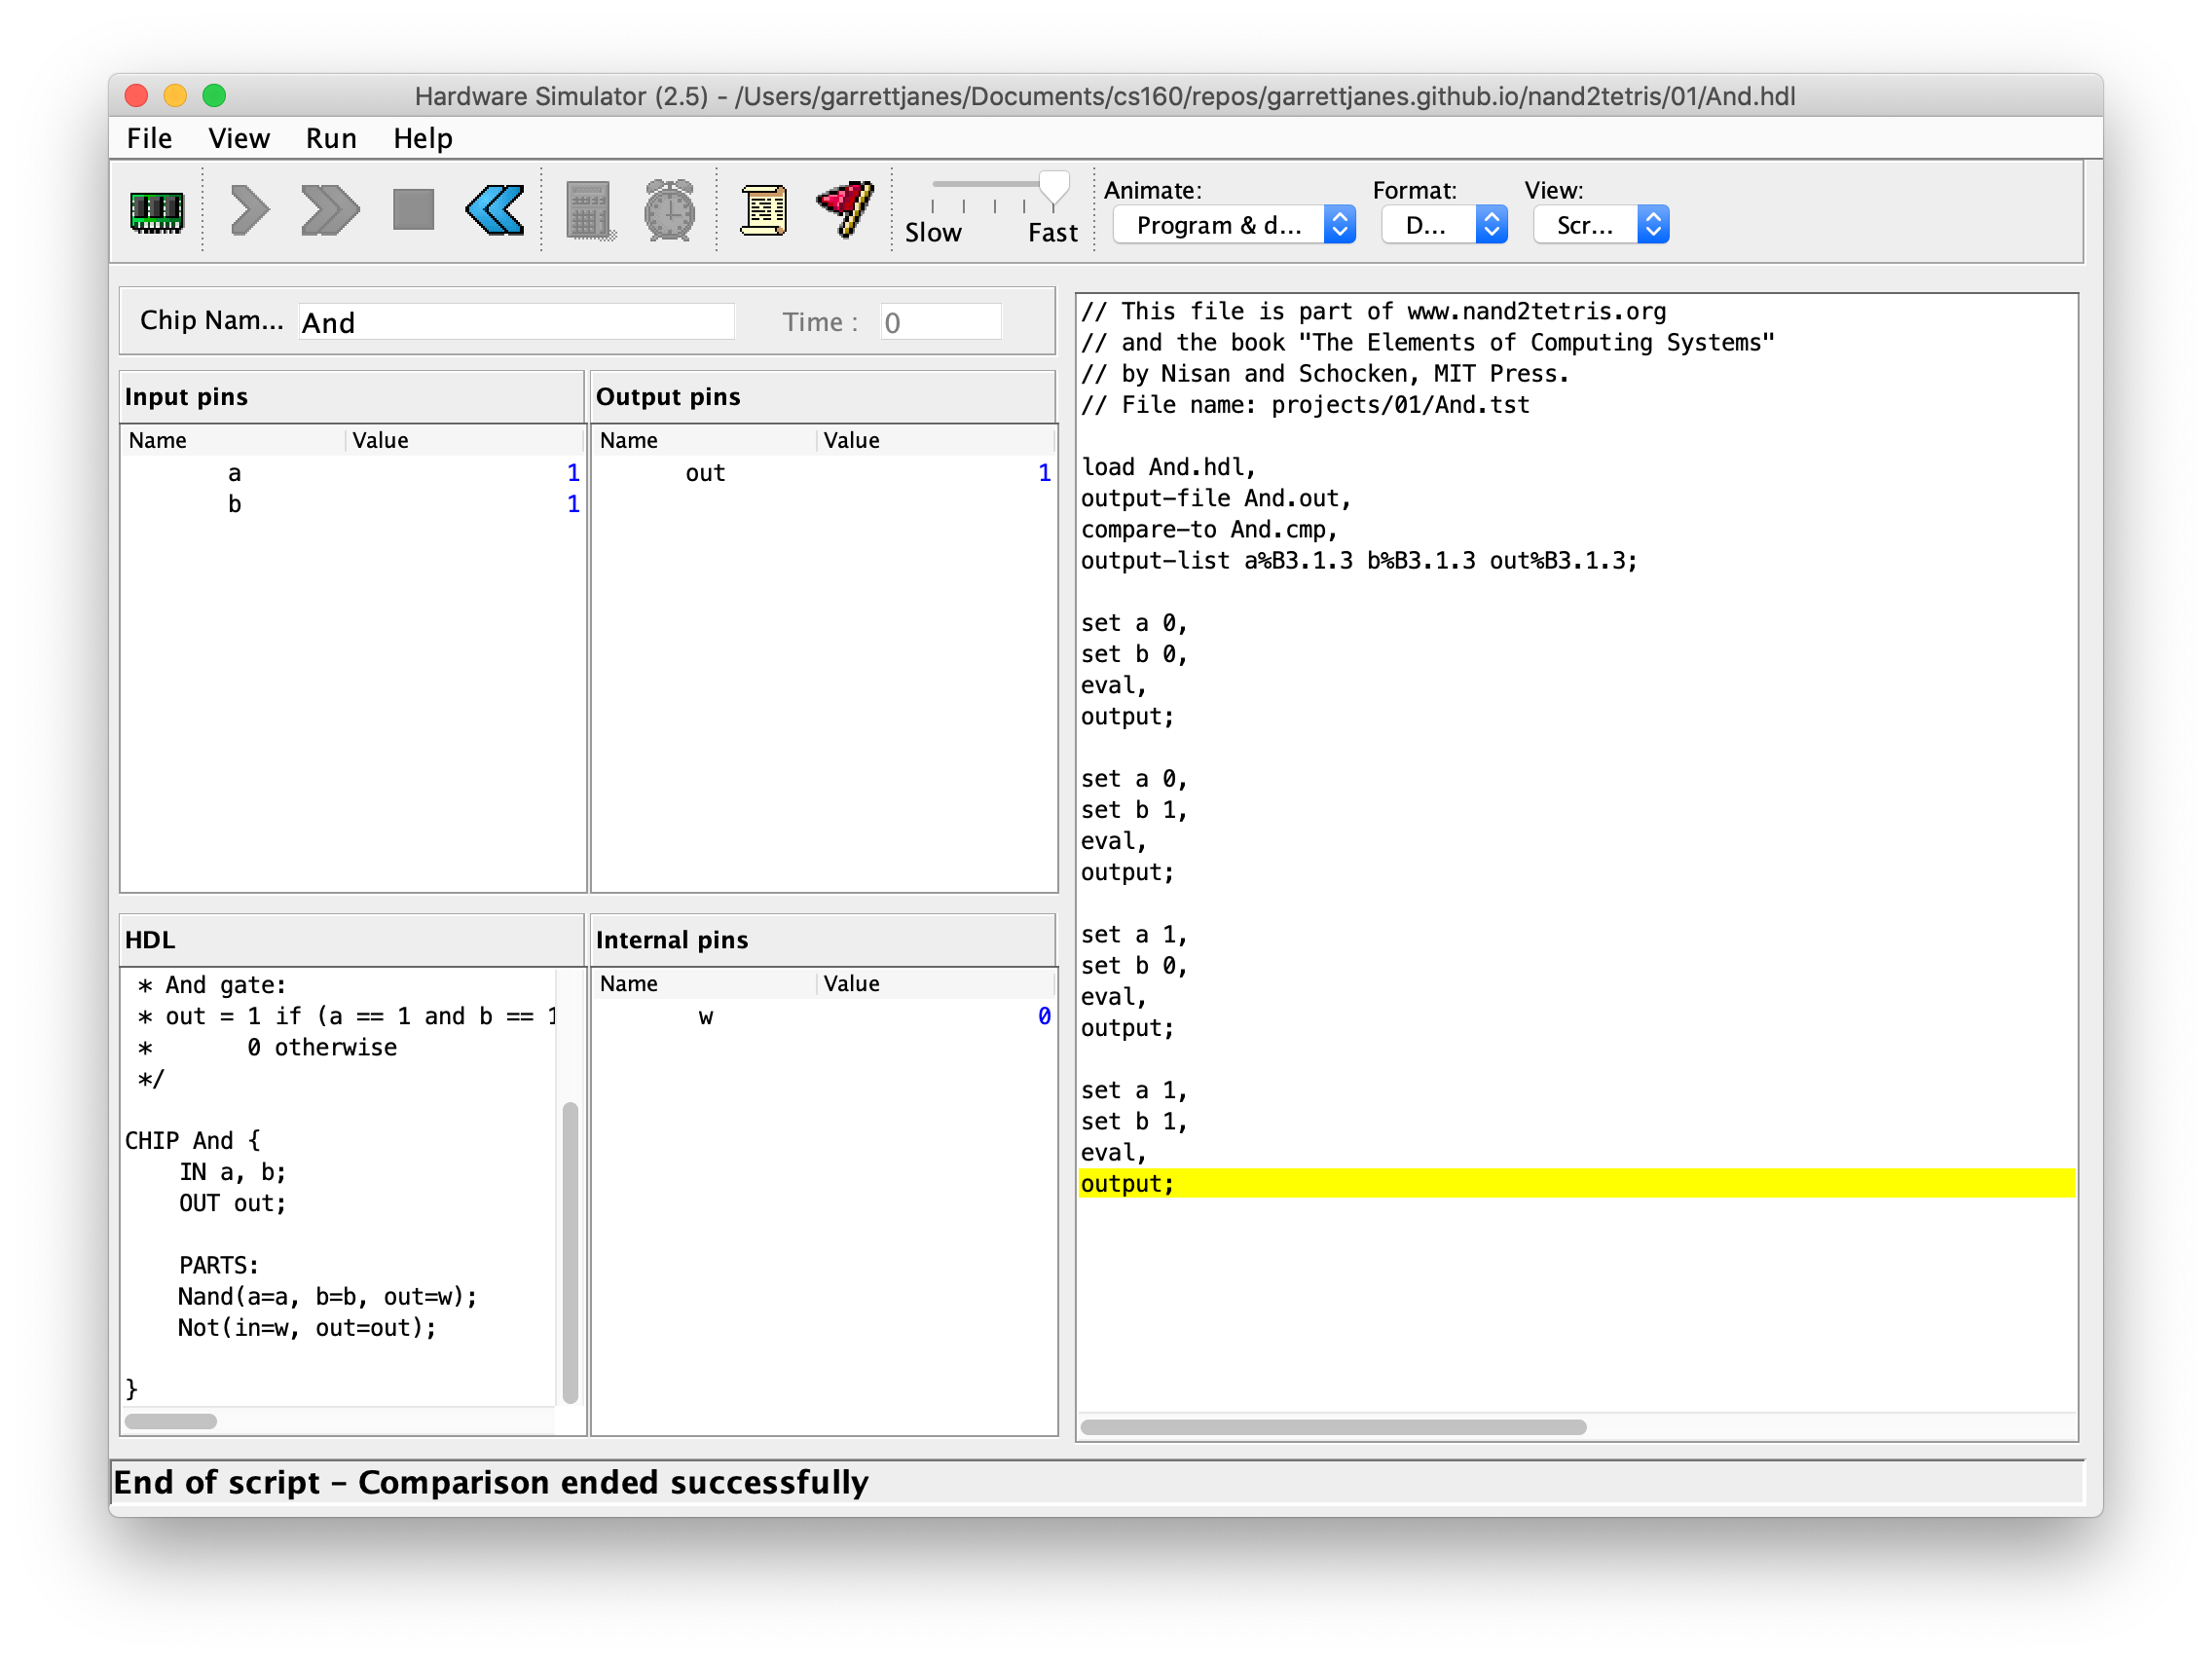 Hardware Simulator (2.5) - /Users/garrettjanes/Documents/cs160/repos/garrettjanes.github.io/nand2tetris/01/And.hdl
File View Run Help
Animate: Format: View:
Slow Fast Program & d... D... Scr...
Chip Nam... And Time : 0
Input pins
Name Value
a 1
b 1
Output pins
Name Value
out 1
HDL
* And gate:
* out = 1 if (a == 1 and b == 1
*       0 otherwise
*/
CHIP And {
    IN a, b;
    OUT out;
    PARTS:
    Nand(a=a, b=b, out=w);
    Not(in=w, out=out);
}
Internal pins
Name Value
w 0
// This file is part of www.nand2tetris.org
// and the book "The Elements of Computing Systems"
// by Nisan and Schocken, MIT Press.
// File name: projects/01/And.tst
load And.hdl,
output-file And.out,
compare-to And.cmp,
output-list a%B3.1.3 b%B3.1.3 out%B3.1.3;
set a 0,
set b 0,
eval,
output;
set a 0,
set b 1,
eval,
output;
set a 1,
set b 0,
eval,
output;
set a 1,
set b 1,
eval,
output;
End of script - Comparison ended successfully